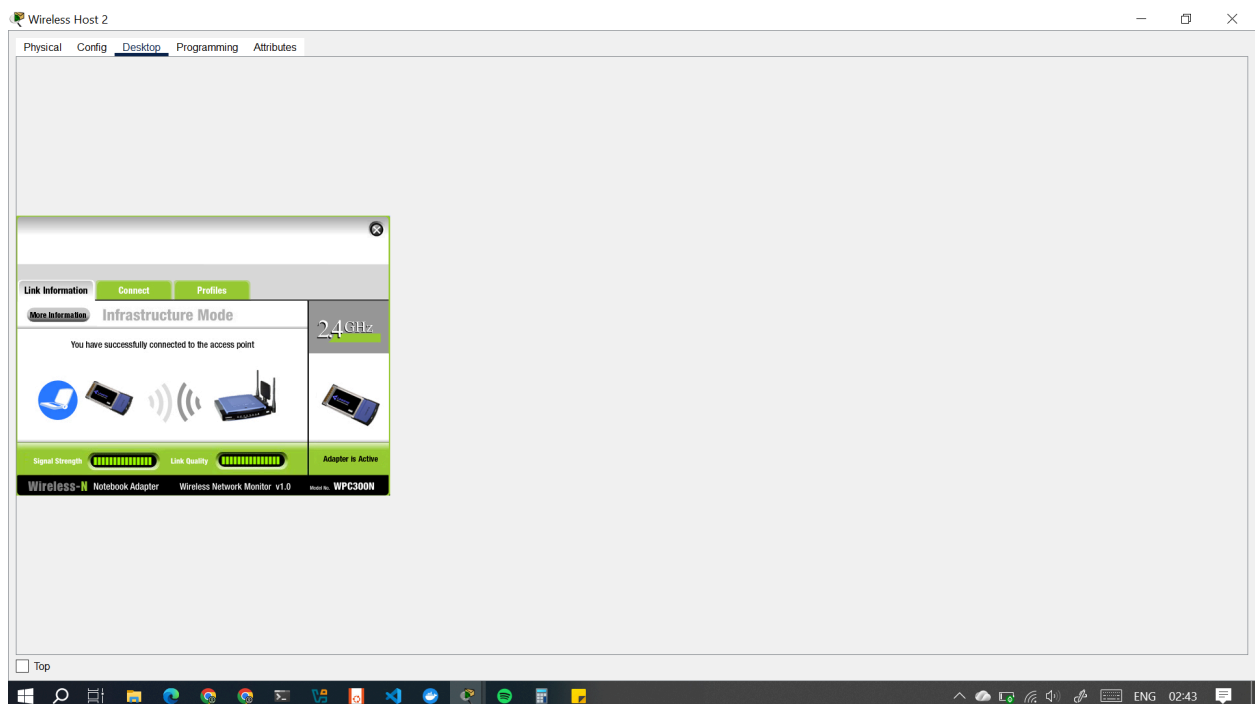 Wireless Host 2
Physical Config Desktop Programming Attributes
Link Information Connect Profiles
More Information Infrastructure Mode
2,4GHz
You have successfully connected to the access point
Signal Strength Link Quality Adapter is Active
Wireless-N Notebook Adapter Wireless Network Monitor v1.0 Model No. WPC300N
Top
ENG 02:43